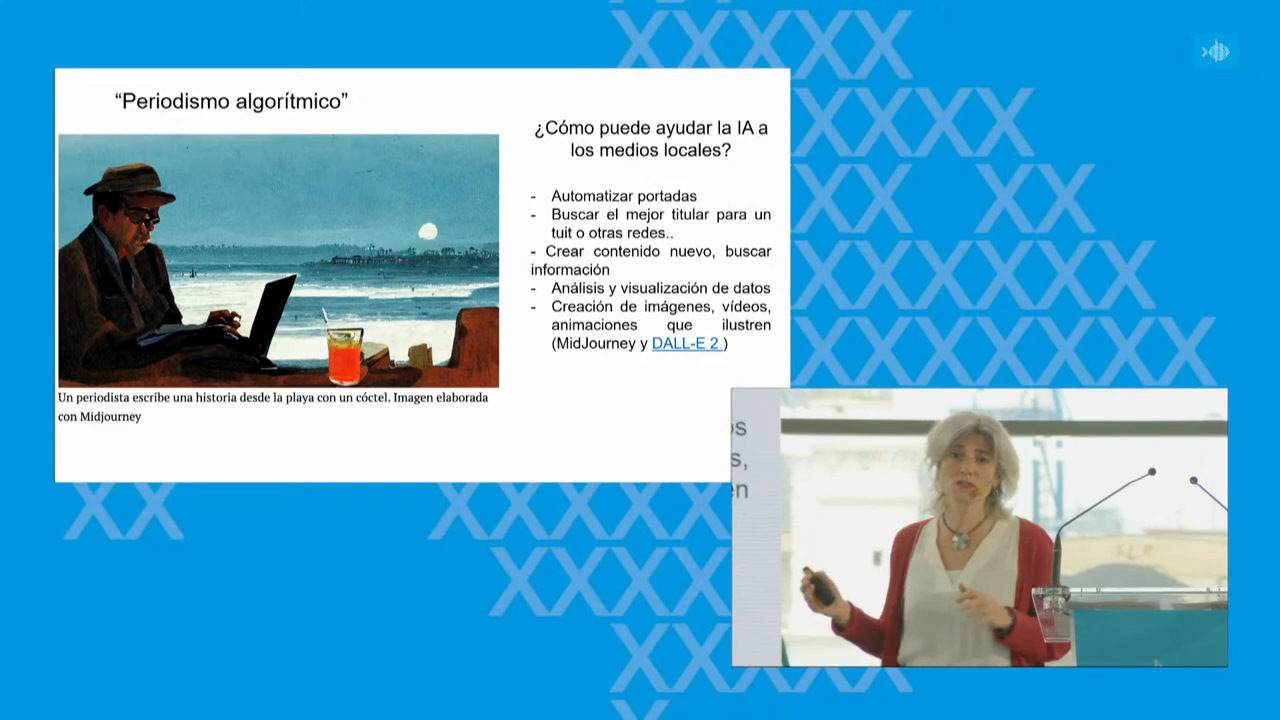 “Periodismo algorítmico”
¿Cómo puede ayudar la IA a
los medios locales?
- Automatizar portadas
- Buscar el mejor titular para un
tuit o otras redes..
- Crear contenido nuevo, buscar
información
- Análisis y visualización de datos
- Creación de imágenes, vídeos,
animaciones que ilustren
(MidJourney y DALL-E 2 )
Un periodista escribe una historia desde la playa con un cóctel. Imagen elaborada
con Midjourney
os
s,
en